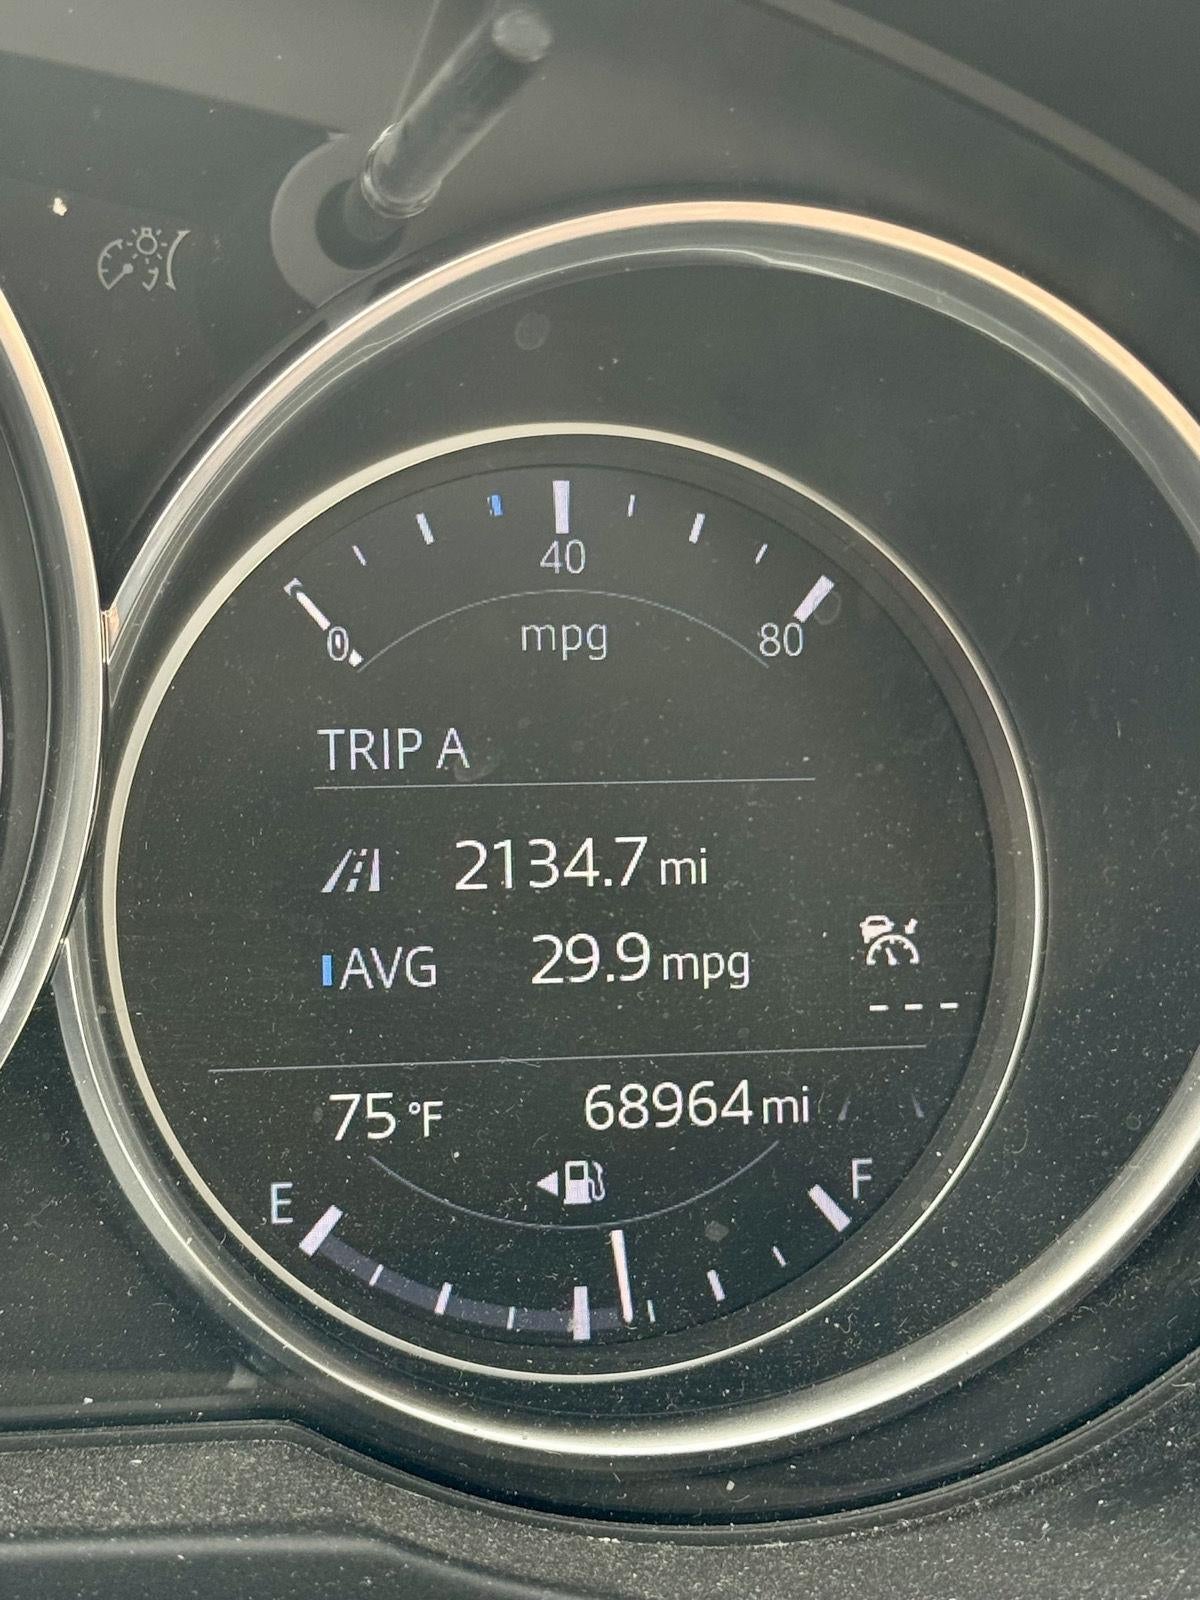 40
0
80
mpg
TRIP A
2134.7 mi
AVG 29.9 mpg
- - -
75 °F 68964 mi
E F